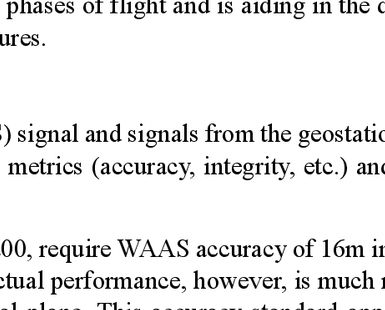 phases of flight and is aiding in the
ures.
S) signal and signals from the geostatio
metrics (accuracy, integrity, etc.) and
00, require WAAS accuracy of 16m in
ctual performance, however, is much
al plane. This accuracy standard